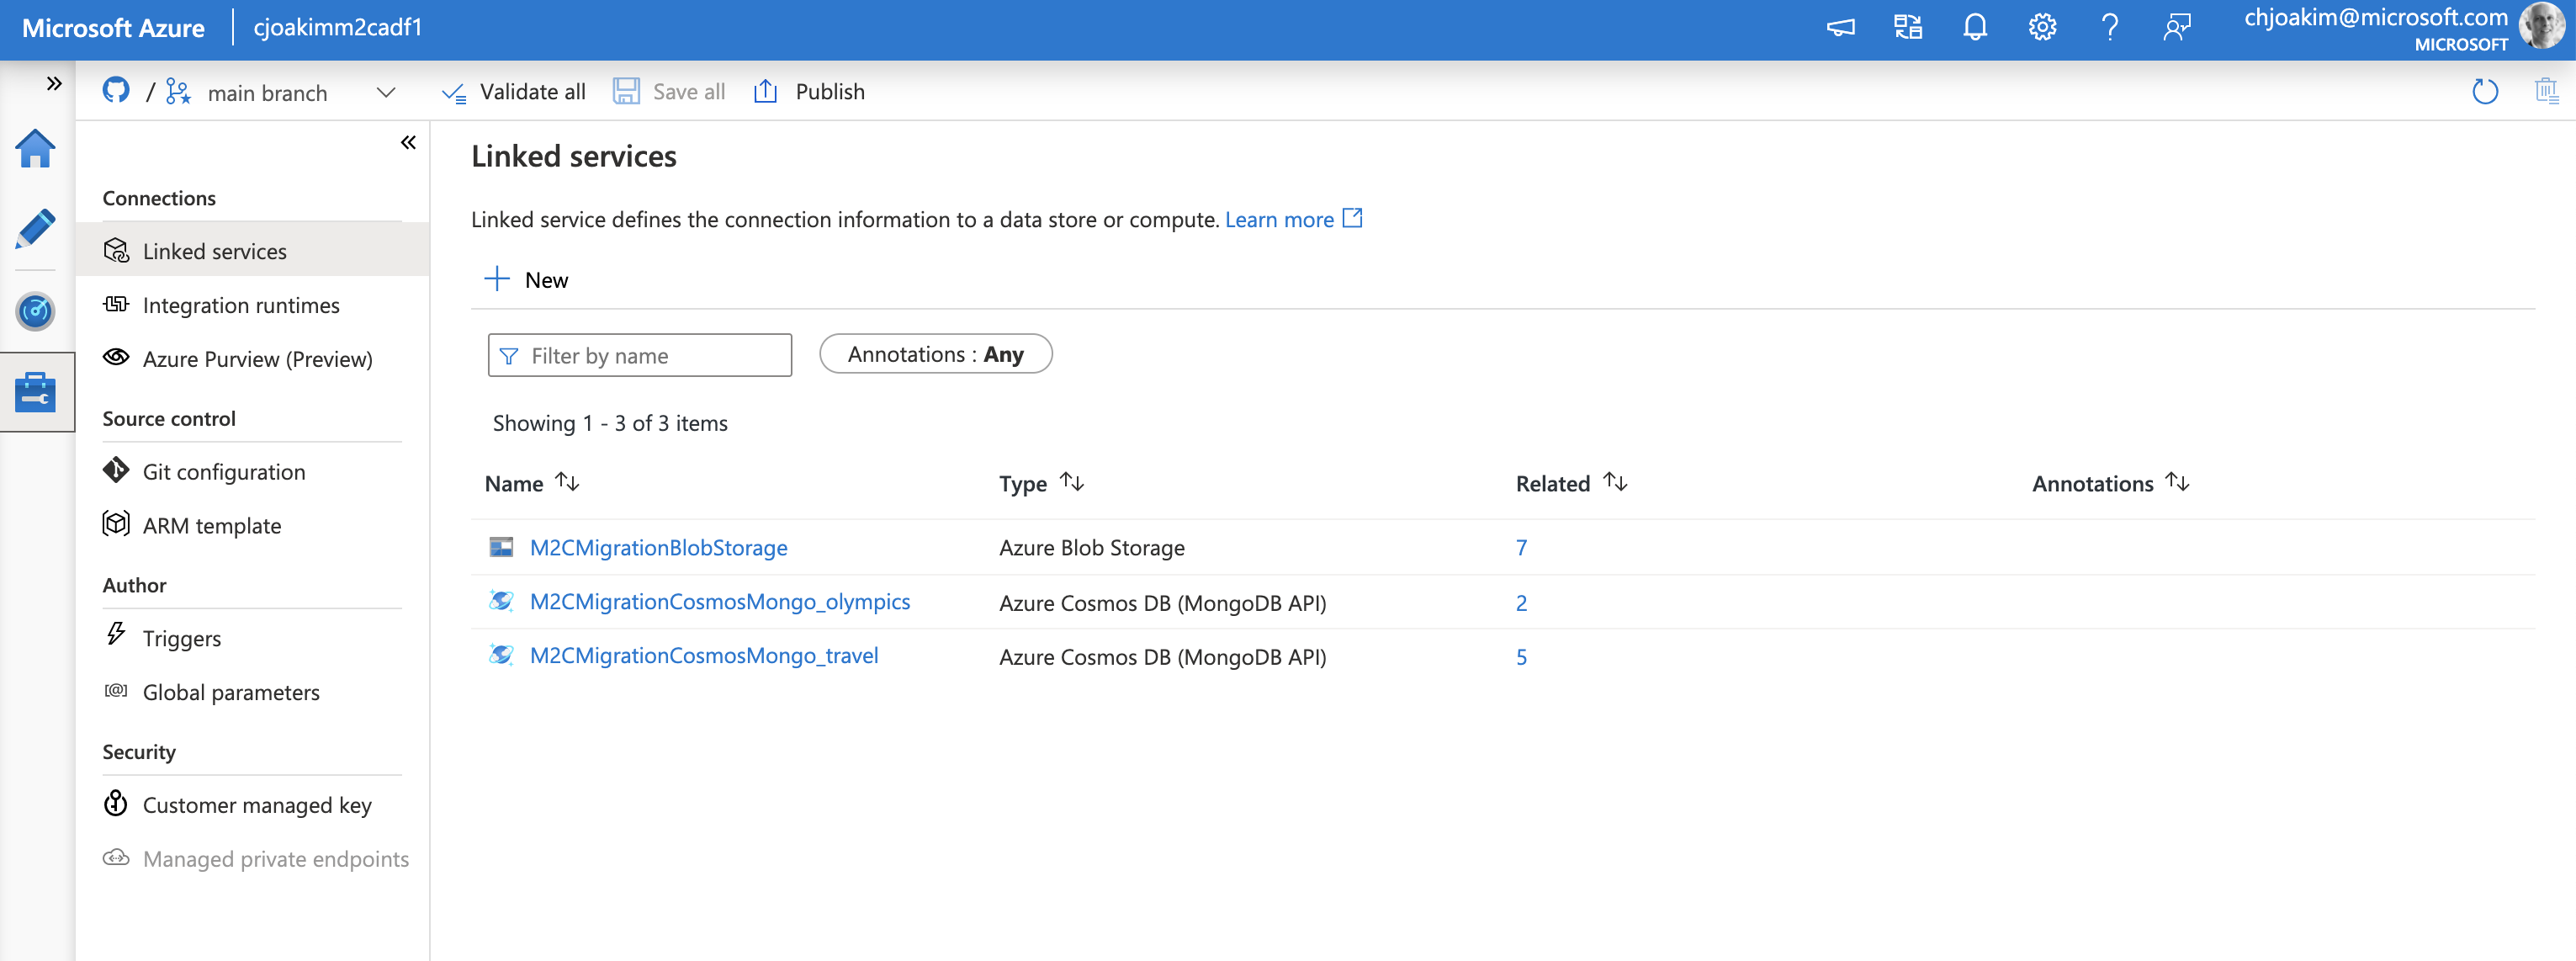 Microsoft Azure
cjoakimm2cadf1
chjoakim@microsoft.com
MICROSOFT
/ main branch
Validate all
Save all
Publish
Connections
Linked services
Integration runtimes
Azure Purview (Preview)
Source control
Git configuration
ARM template
Author
Triggers
Global parameters
Security
Customer managed key
Managed private endpoints
Linked services
Linked service defines the connection information to a data store or compute. Learn more
New
Filter by name
Annotations : Any
Showing 1 - 3 of 3 items
Name Type Related Annotations
M2CMigrationBlobStorage Azure Blob Storage 7
M2CMigrationCosmosMongo_olympics Azure Cosmos DB (MongoDB API) 2
M2CMigrationCosmosMongo_travel Azure Cosmos DB (MongoDB API) 5